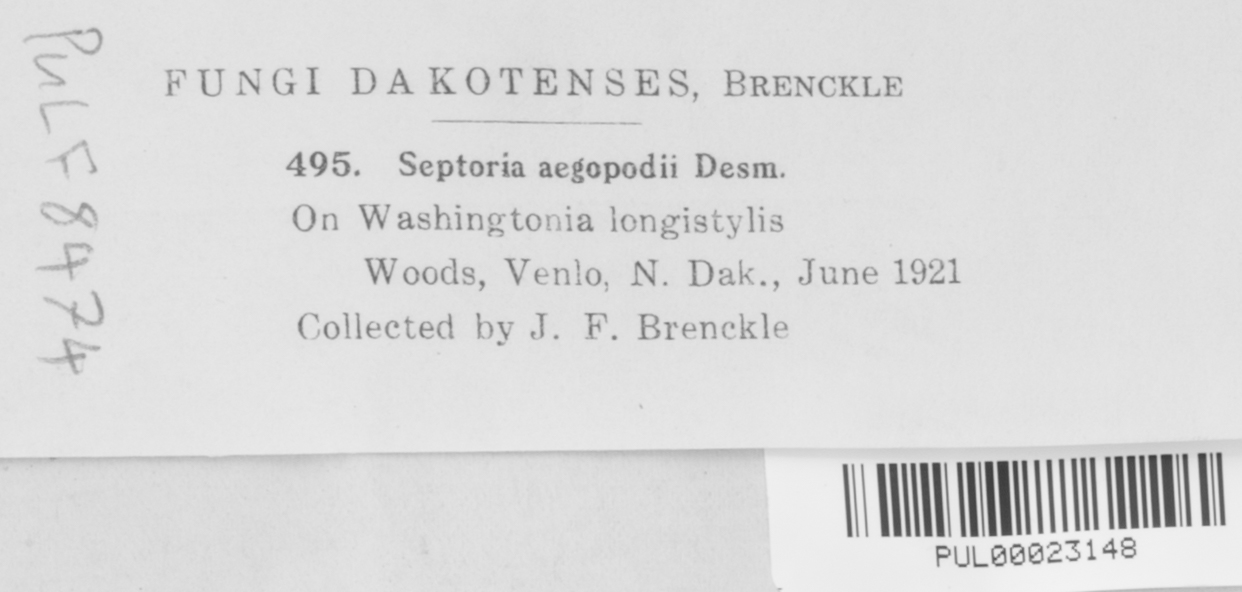 PUL F 8474
FUNGI DAKOTENSES, BRENCKLE
495. Septoria aegopodii Desm.
On Washingtonia longistylis
Woods, Venlo, N. Dak., June 1921
Collected by J. F. Brenckle
PUL00023148